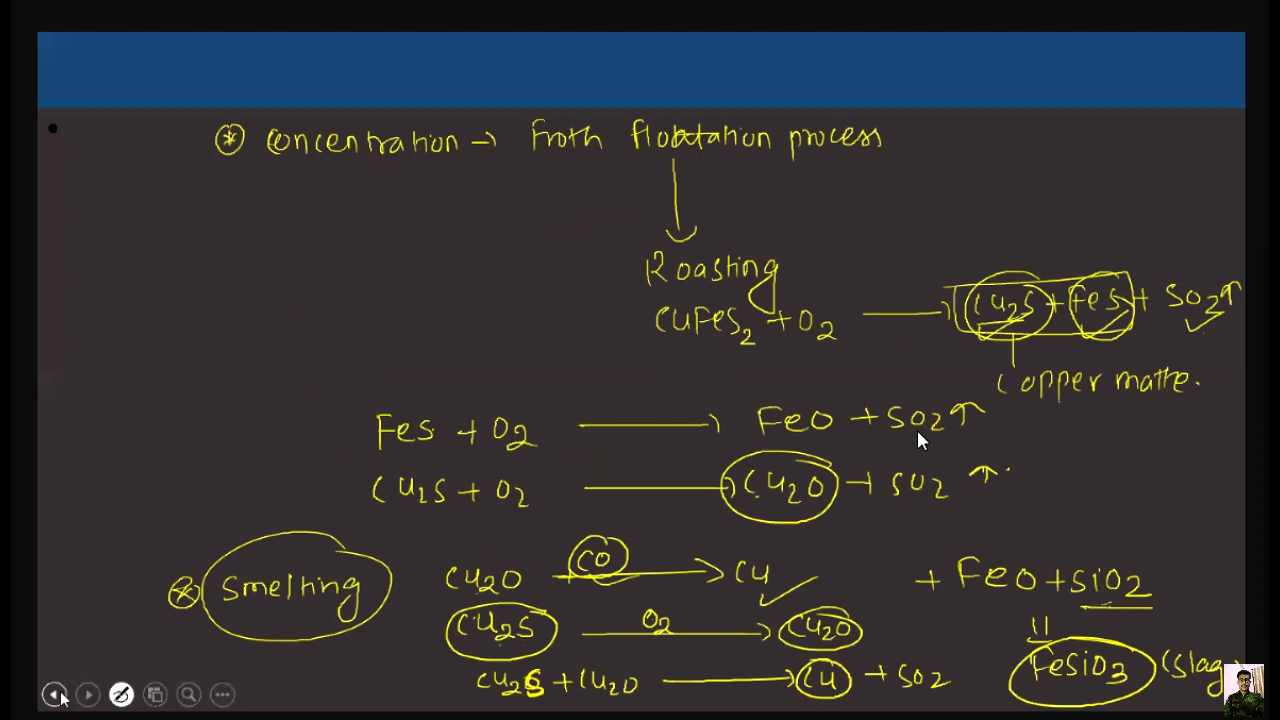 * Concentration → Froth floatation process
Roasting
CuFeS2 + O2 → Cu2S + FeS + SO2↑
Copper matte.
FeS + O2 → FeO + SO2↑
Cu2S + O2 → Cu2O + SO2↑
* Smelting
Cu2O CO → Cu + FeO + SiO2
Cu2S O2 → Cu2O
FeSiO3 (slag)
Cu2S + Cu2O → Cu + SO2